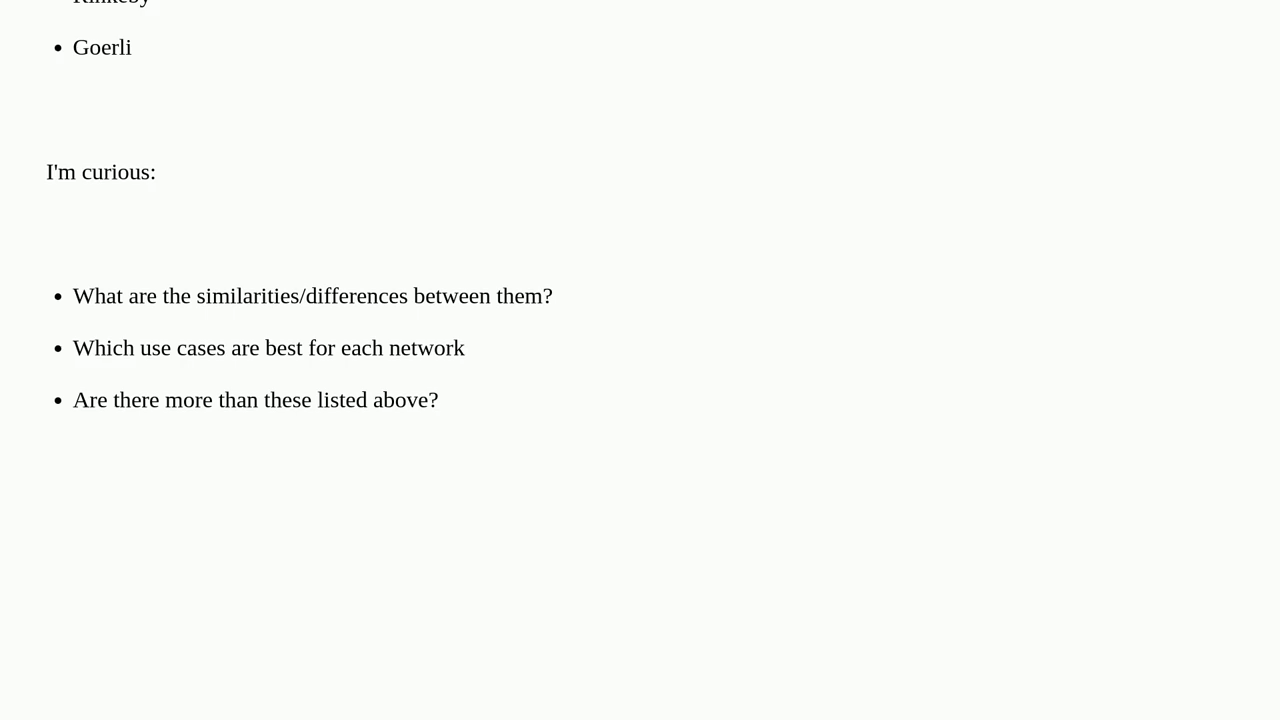 Goerli
I'm curious:
What are the similarities/differences between them?
Which use cases are best for each network
Are there more than these listed above?